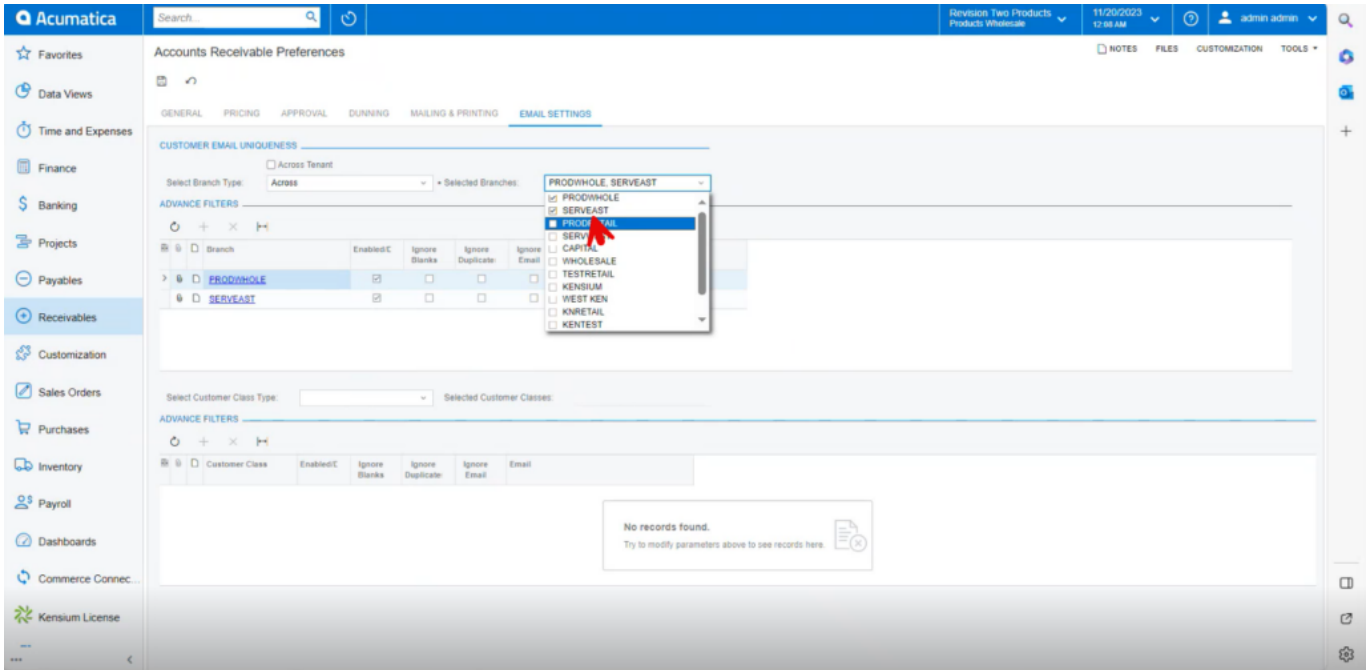 Acumatica
Search...
Revision Two Products
Products Wholesale
11/20/2023
12:08 AM
admin admin
Favorites
Data Views
Time and Expenses
Finance
Banking
Projects
Payables
Receivables
Customization
Sales Orders
Purchases
Inventory
Payroll
Dashboards
Commerce Connec...
Kensium License
Accounts Receivable Preferences
NOTES FILES CUSTOMIZATION TOOLS
GENERAL PRICING APPROVAL DUNNING MAILING & PRINTING EMAIL SETTINGS
CUSTOMER EMAIL UNIQUENESS
Across Tenant
Select Branch Type: Across * Selected Branches: PRODWHOLE, SERVEAST
PRODWHOLE
SERVEAST
CAPITAL
WHOLESALE
TESTRETAIL
KENSIUM
WEST KEN
KNRETAIL
KENTEST
ADVANCE FILTERS
Branch Enabled/D Ignore Blanks Ignore Duplicate Ignore Email
PRODWHOLE
SERVEAST
Select Customer Class Type: Selected Customer Classes:
ADVANCE FILTERS
Customer Class Enabled/D Ignore Blanks Ignore Duplicate Ignore Email Email
No records found.
Try to modify parameters above to see records here.